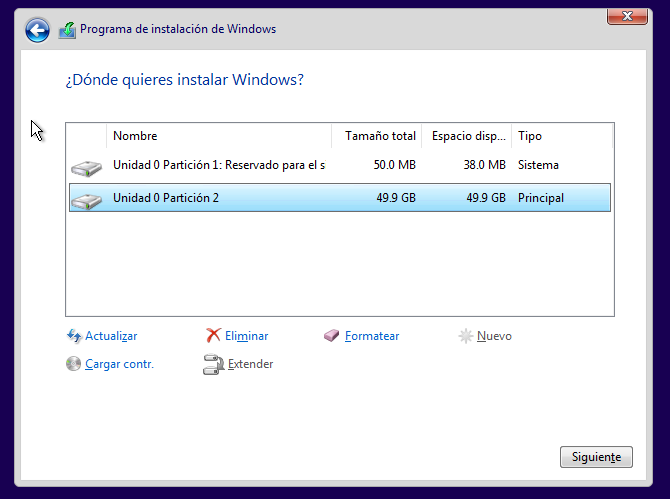 Programa de instalación de Windows
¿Dónde quieres instalar Windows?
Nombre Tamaño total Espacio disp... Tipo
Unidad 0 Partición 1: Reservado para el s 50.0 MB 38.0 MB Sistema
Unidad 0 Partición 2 49.9 GB 49.9 GB Principal
Actualizar Eliminar Formatear Nuevo
Cargar contr. Extender
Siguiente